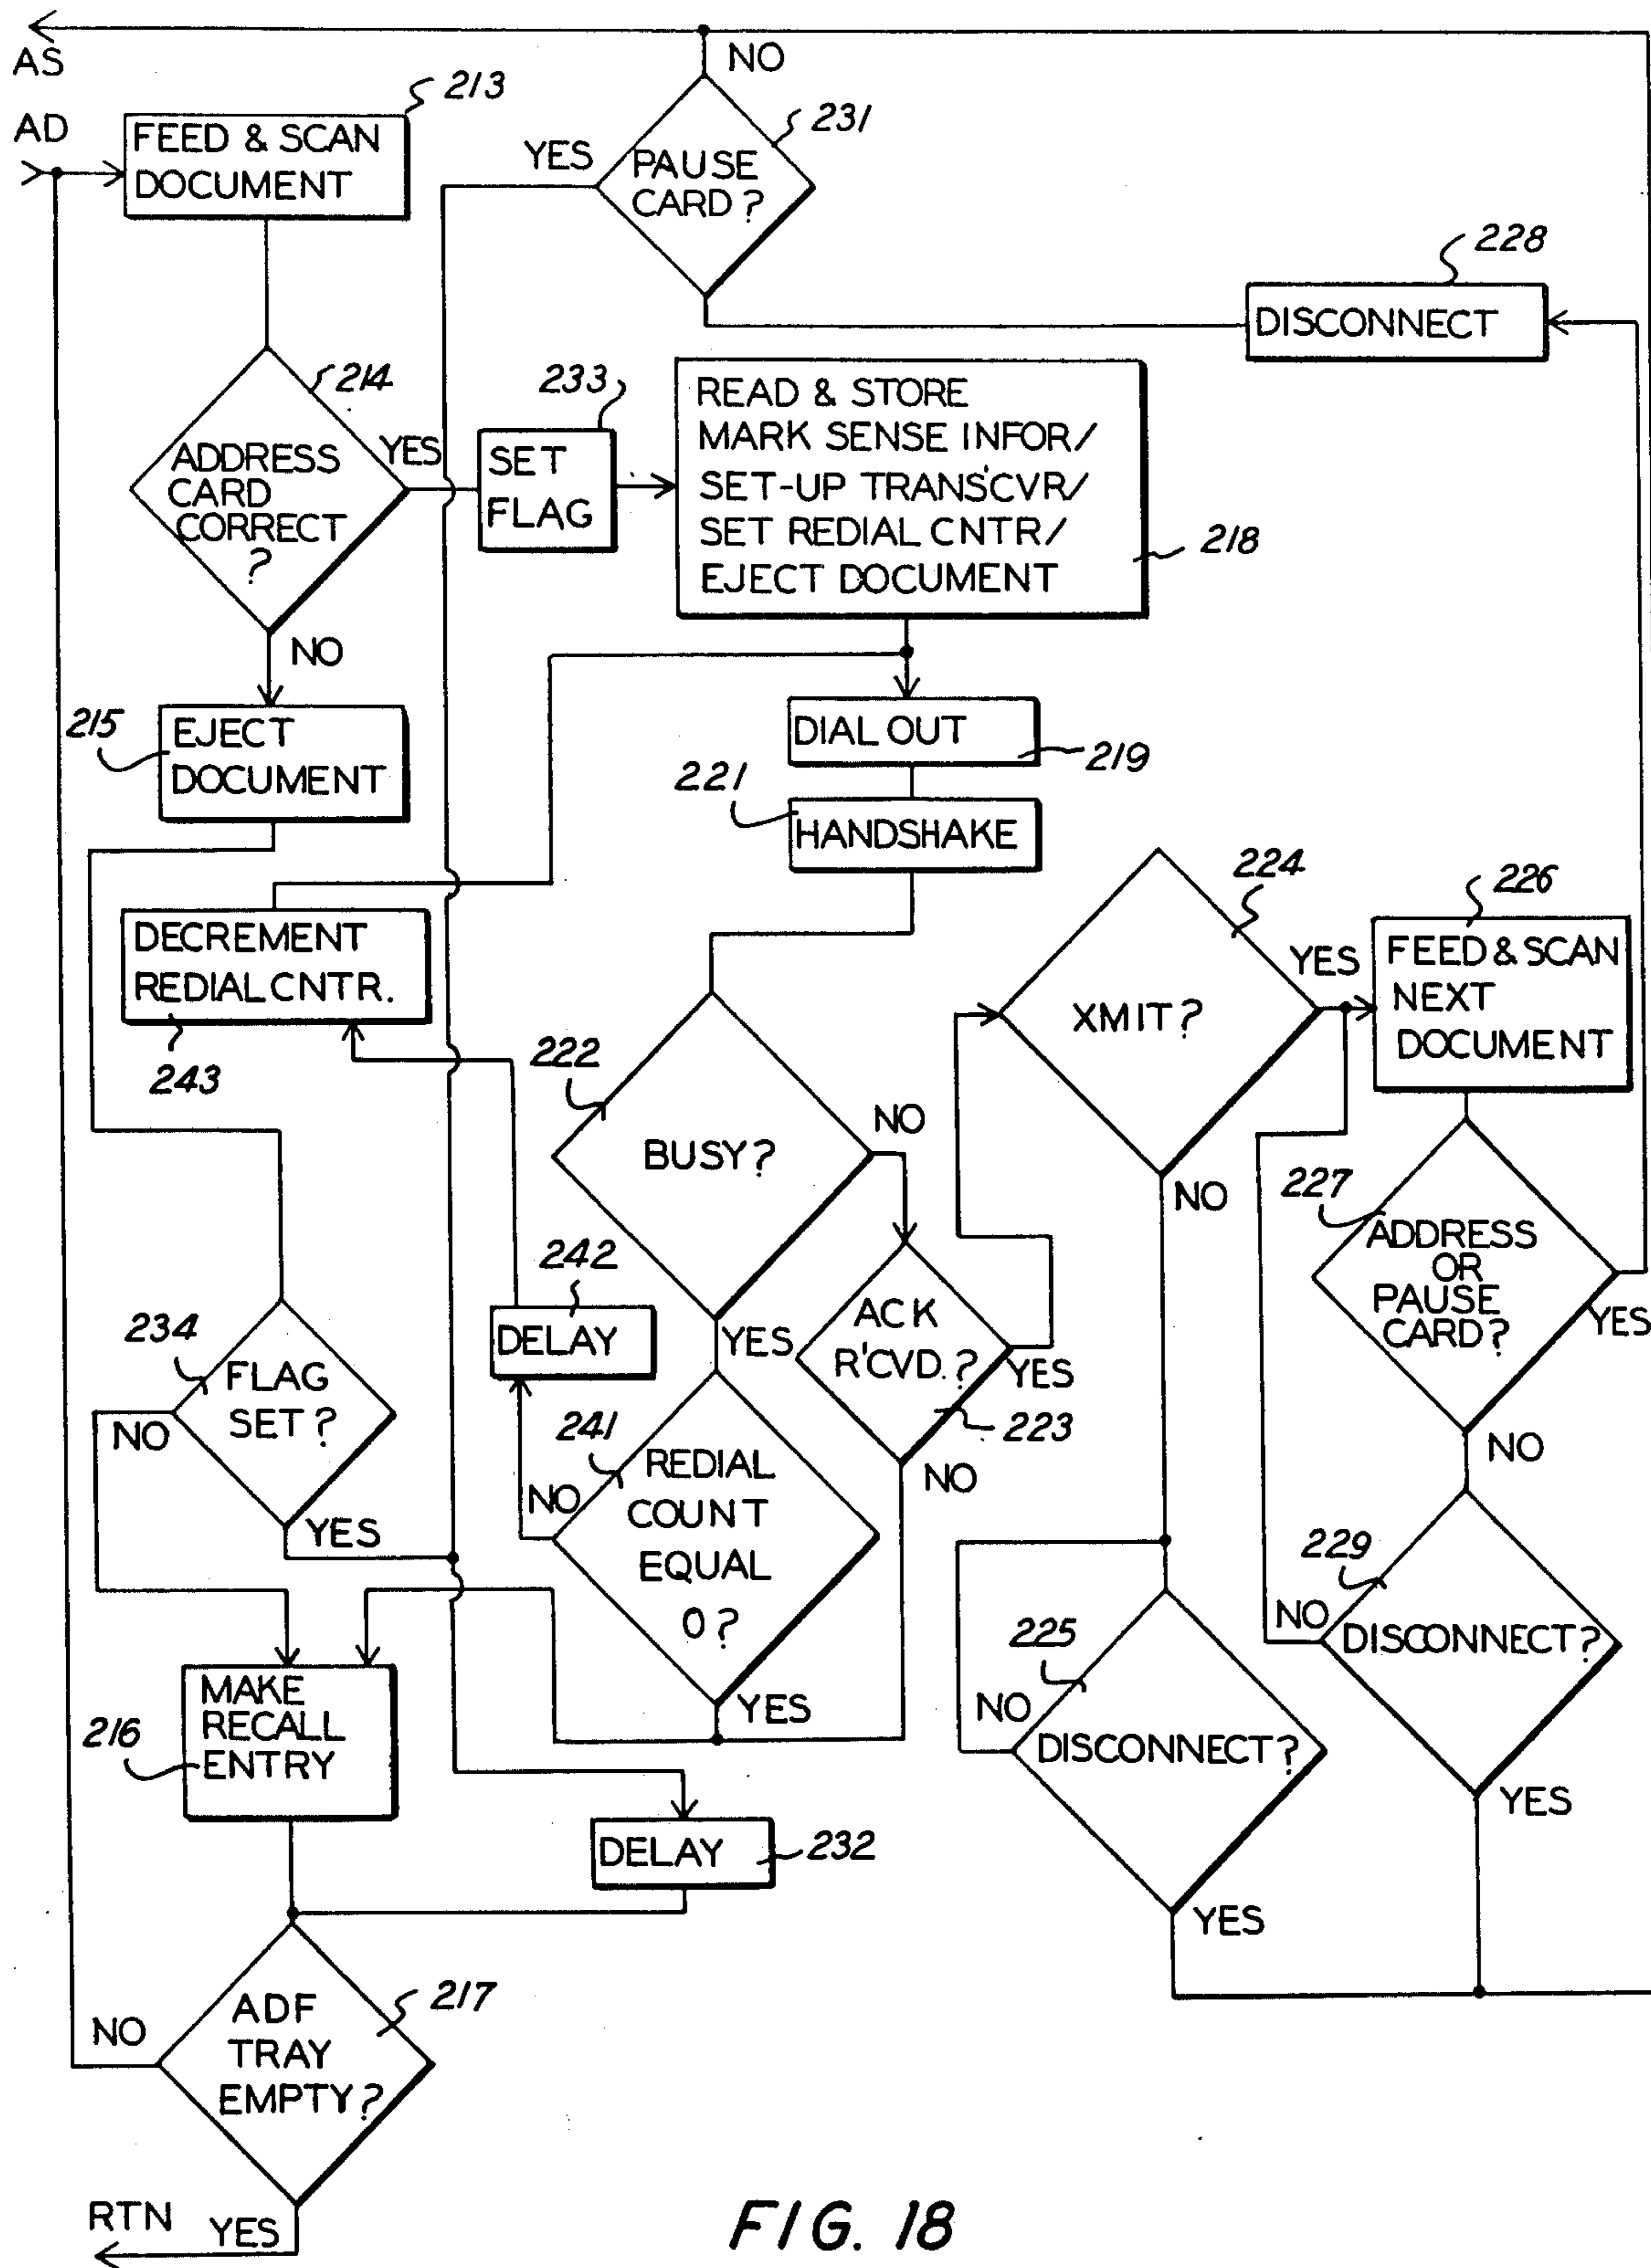 AS
NO
AD
213
FEED & SCAN
DOCUMENT
231
YES
PAUSE
CARD?
228
DISCONNECT
214
ADDRESS
CARD
CORRECT
?
YES
NO
233
SET
FLAG
READ & STORE
MARK SENSE INFOR/
SET-UP TRANS'CVR/
SET REDIAL CNTR/
EJECT DOCUMENT
218
215
EJECT
DOCUMENT
DIAL OUT
219
221
HANDSHAKE
DECREMENT
REDIAL CNTR.
243
222
BUSY?
NO
YES
224
XMIT?
YES
NO
226
FEED & SCAN
NEXT
DOCUMENT
227
ADDRESS
OR
PAUSE
CARD?
YES
NO
242
DELAY
ACK
R'CVD.?
YES
223
NO
234
FLAG
SET?
NO
YES
241
REDIAL
COUNT
EQUAL
0?
NO
YES
225
DISCONNECT?
NO
YES
229
DISCONNECT?
NO
YES
216
MAKE
RECALL
ENTRY
DELAY
232
217
ADF
TRAY
EMPTY?
NO
RTN
YES
FIG. 18